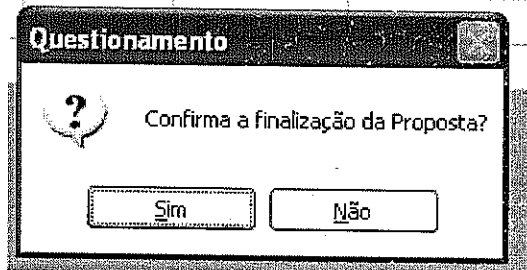 Questionamento
?
Confirma a finalização da Proposta?
Sim
Não